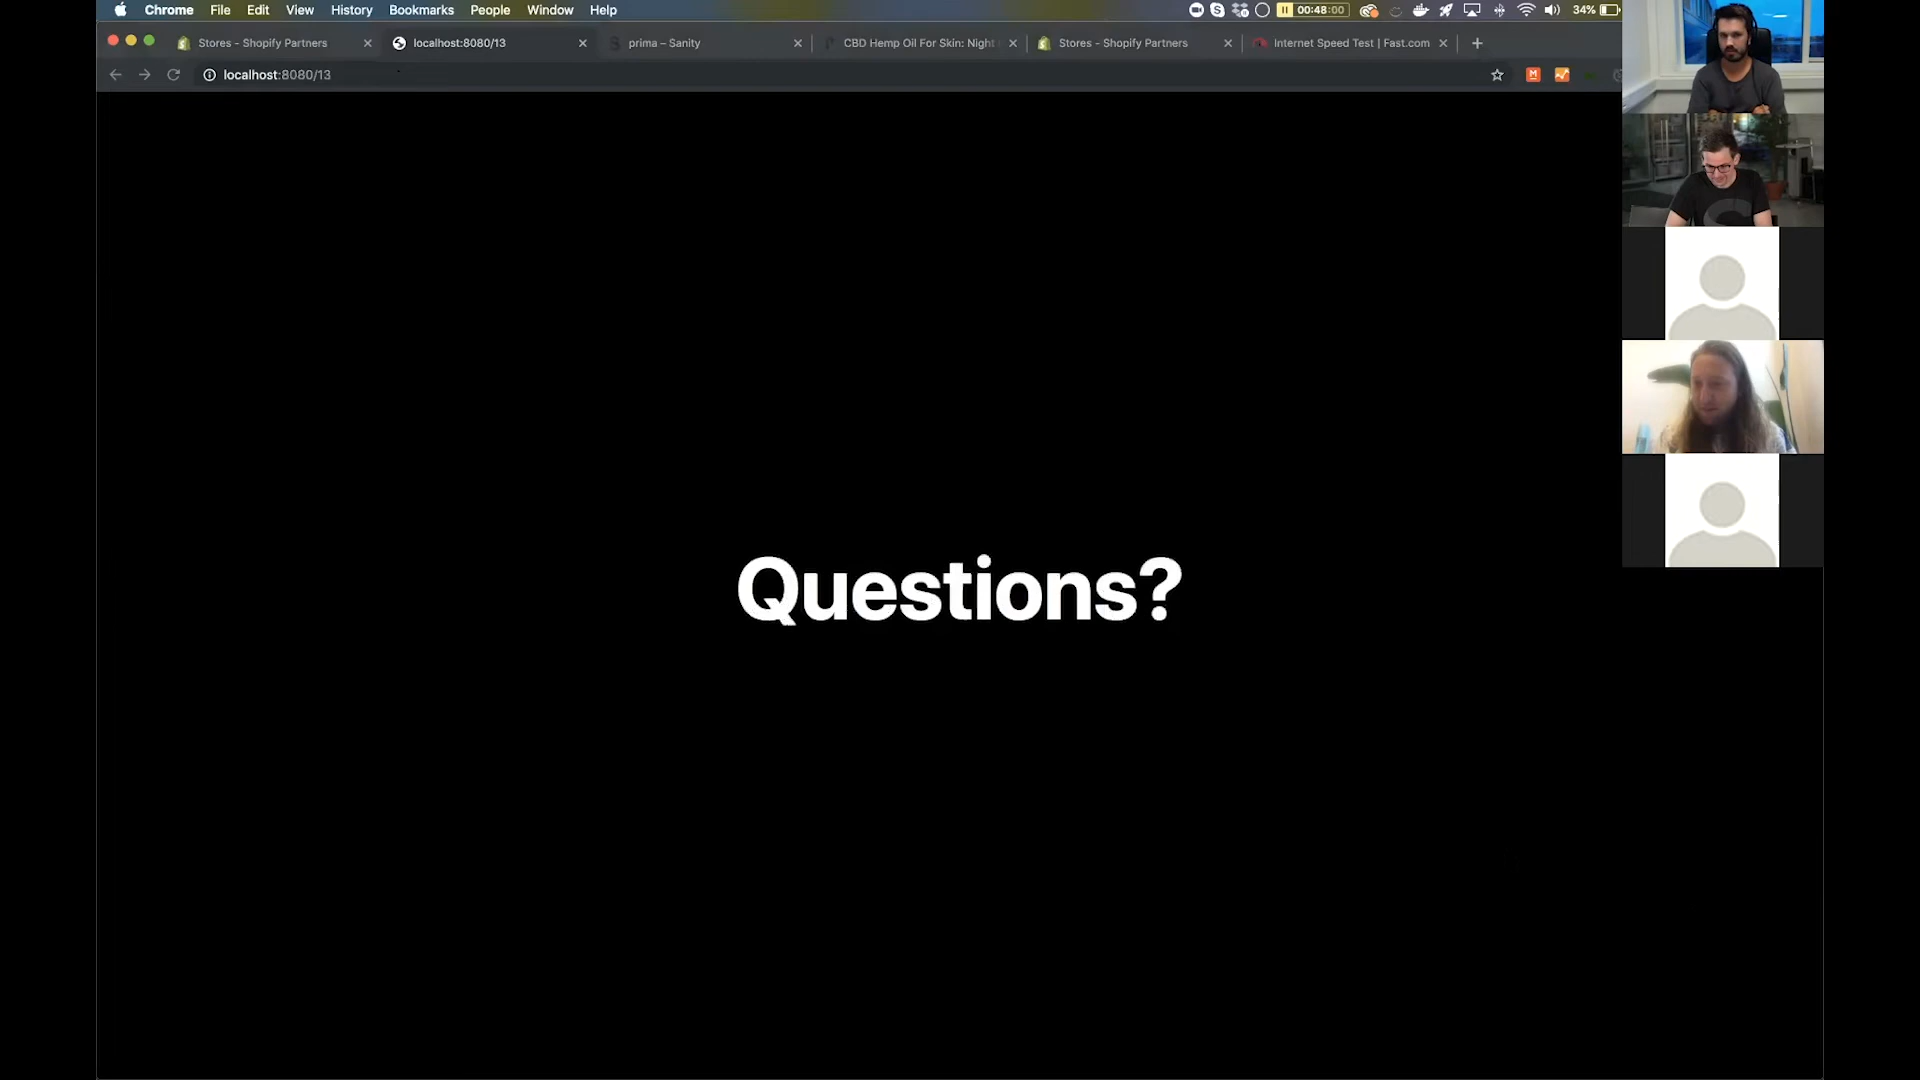 Chrome File Edit View History Bookmarks People Window Help 00:48:00 34%
Stores - Shopify Partners localhost:8080/13 prima – Sanity CBD Hemp Oil For Skin: Night Stores - Shopify Partners Internet Speed Test | Fast.com
localhost:8080/13
Questions?